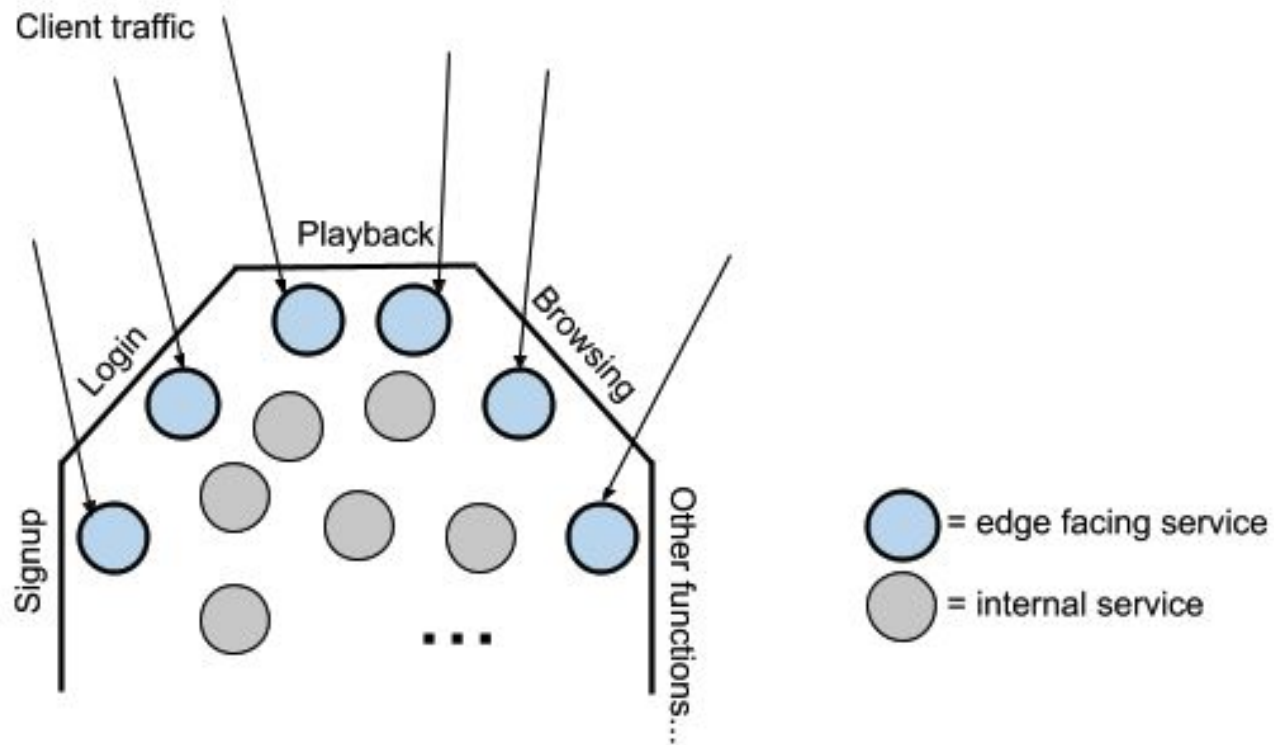 Client traffic
Playback
Login
Browsing
Signup
Other functions...
= edge facing service
= internal service
...